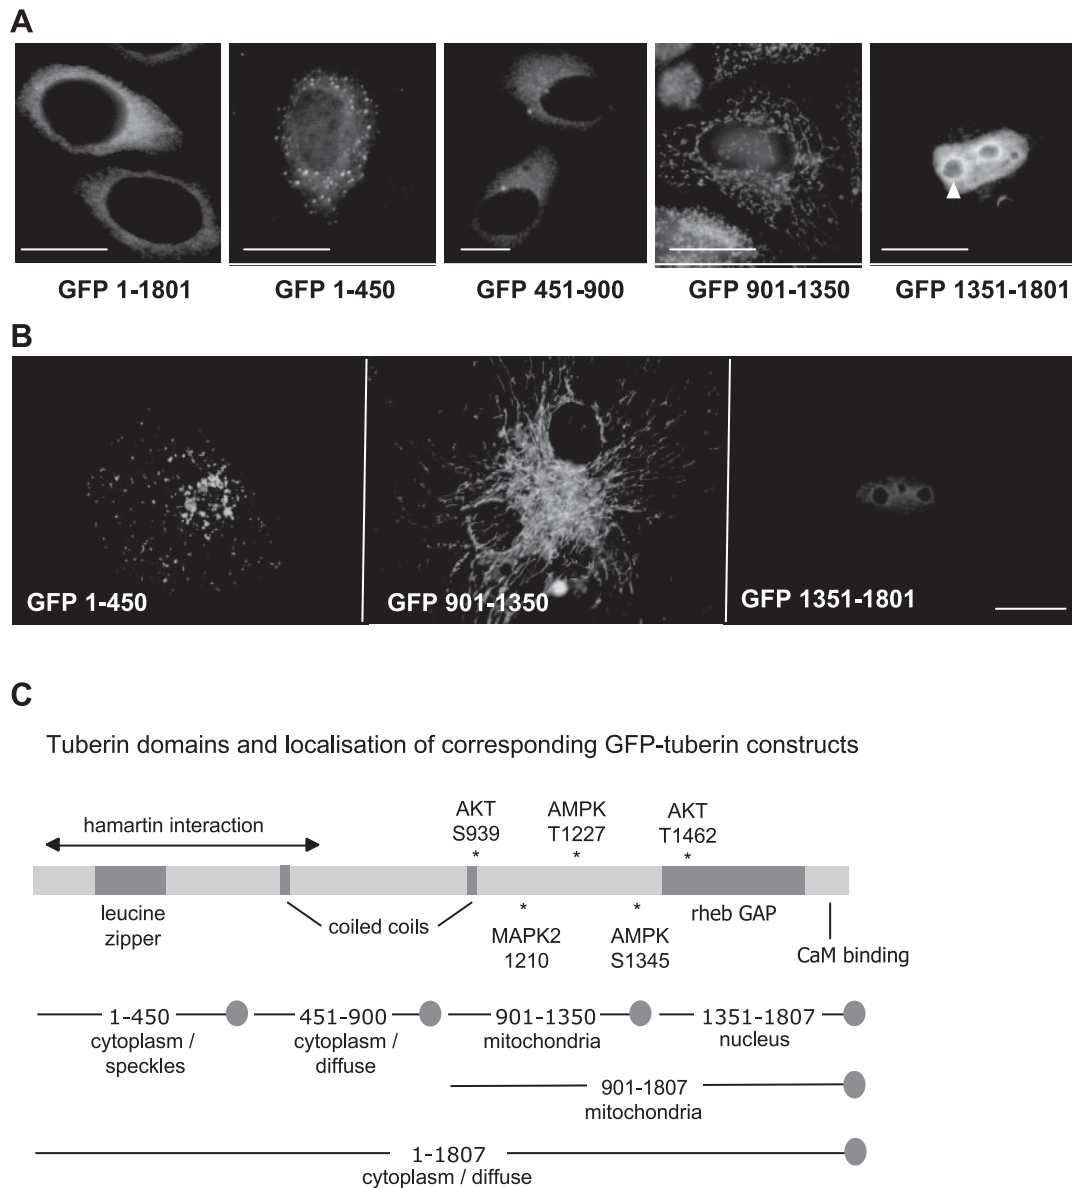 A
GFP 1-1801
GFP 1-450
GFP 451-900
GFP 901-1350
GFP 1351-1801
B
GFP 1-450
GFP 901-1350
GFP 1351-1801
C
Tuberin domains and localisation of corresponding GFP-tuberin constructs
hamartin interaction
AKT
S939
*
AMPK
T1227
*
AKT
T1462
*
leucine
zipper
coiled coils
*
MAPK2
1210
*
AMPK
S1345
rheb GAP
CaM binding
1-450
cytoplasm /
speckles
451-900
cytoplasm /
diffuse
901-1350
mitochondria
1351-1807
nucleus
901-1807
mitochondria
1-1807
cytoplasm / diffuse